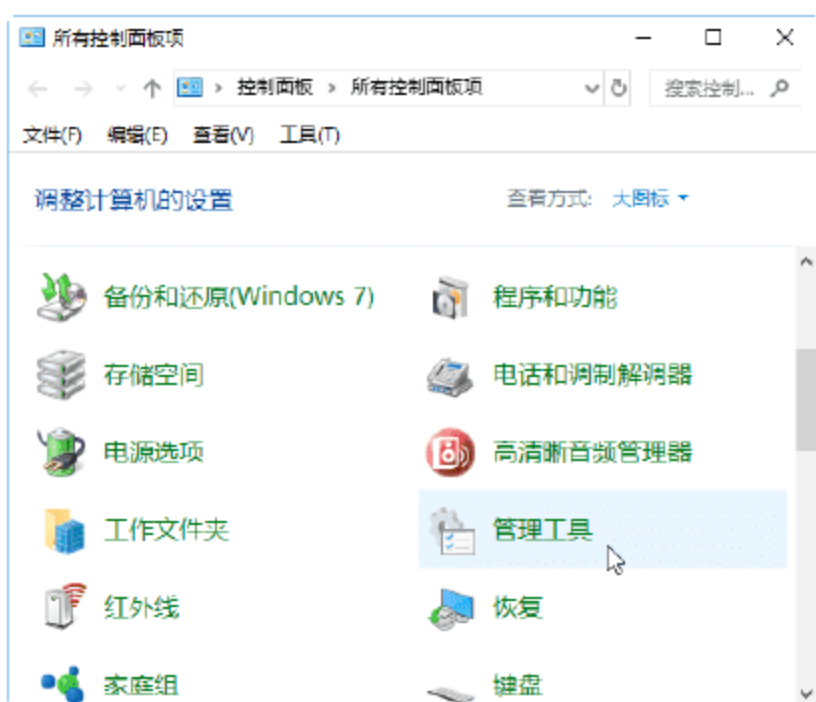 所有控制面板项
控制面板 › 所有控制面板项 搜索控制...
文件(F) 编辑(E) 查看(V) 工具(T)
调整计算机的设置 查看方式: 大图标
备份和还原(Windows 7) 程序和功能
存储空间 电话和调制解调器
电源选项 高清晰音频管理器
工作文件夹 管理工具
红外线 恢复
家庭组 键盘